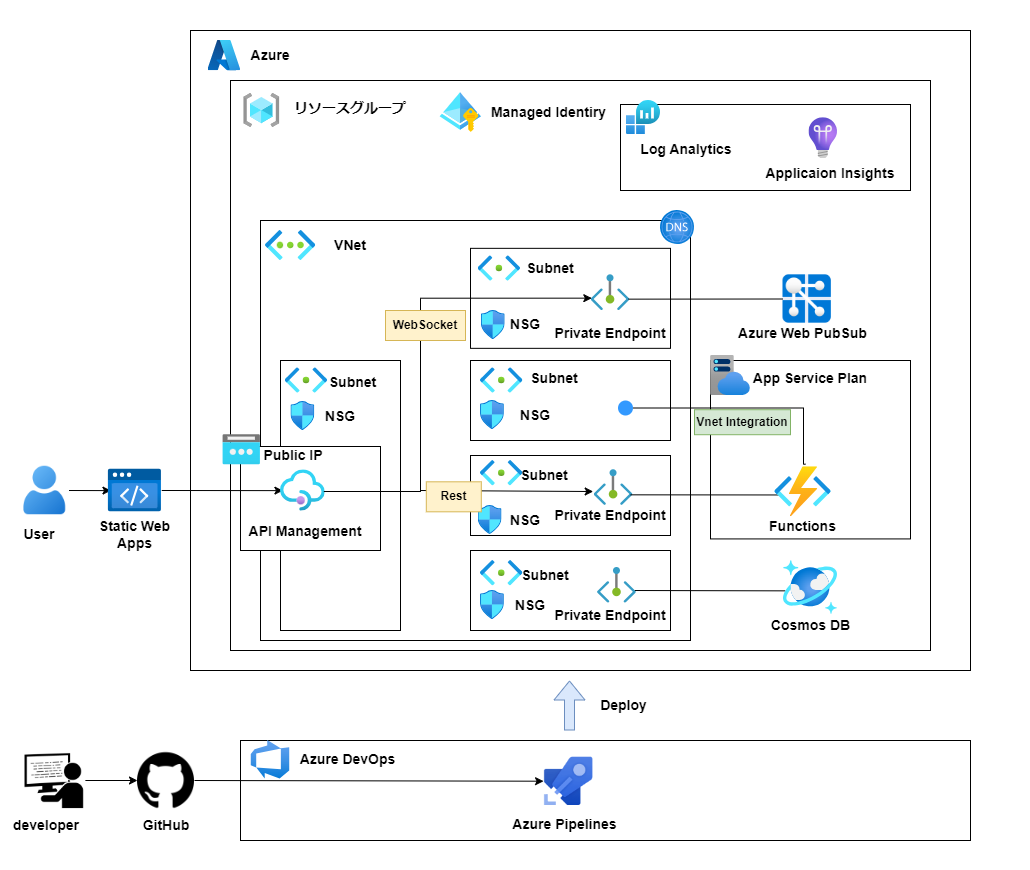 Azure
リソースグループ
Managed Identiry
Log Analytics
Applicaion Insights
DNS
VNet
Subnet
WebSocket
NSG
Private Endpoint
Azure Web PubSub
Subnet
NSG
Subnet
NSG
App Service Plan
Vnet Integration
Public IP
API Management
Rest
Subnet
NSG
Private Endpoint
Functions
User
Static Web
Apps
Subnet
NSG
Private Endpoint
Cosmos DB
Deploy
Azure DevOps
developer
GitHub
Azure Pipelines